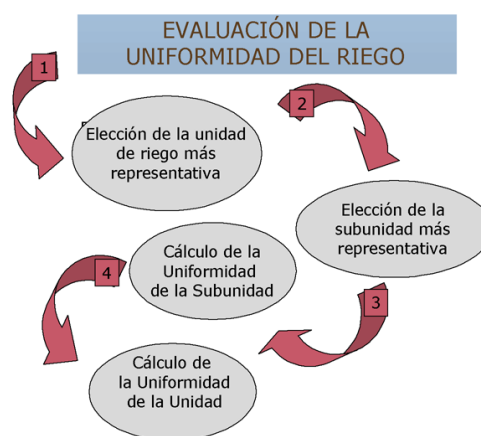 EVALUACIÓN DE LA
UNIFORMIDAD DEL RIEGO
1
Elección de la unidad
de riego más
representativa
2
Elección de la
subunidad más
representativa
3
Cálculo de la
Uniformidad
de la Subunidad
4
Cálculo de
la Uniformidad
de la Unidad